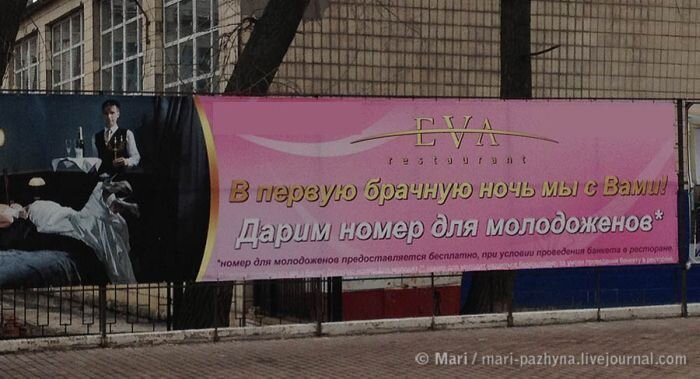 EVA
restaurant
В первую брачную ночь мы с Вами!
Дарим номер для молодоженов*
*номер для молодоженов предоставляется бесплатно, при условии проведения банкета в ресторане
© Mari / mari-pazhyna.livejournal.com